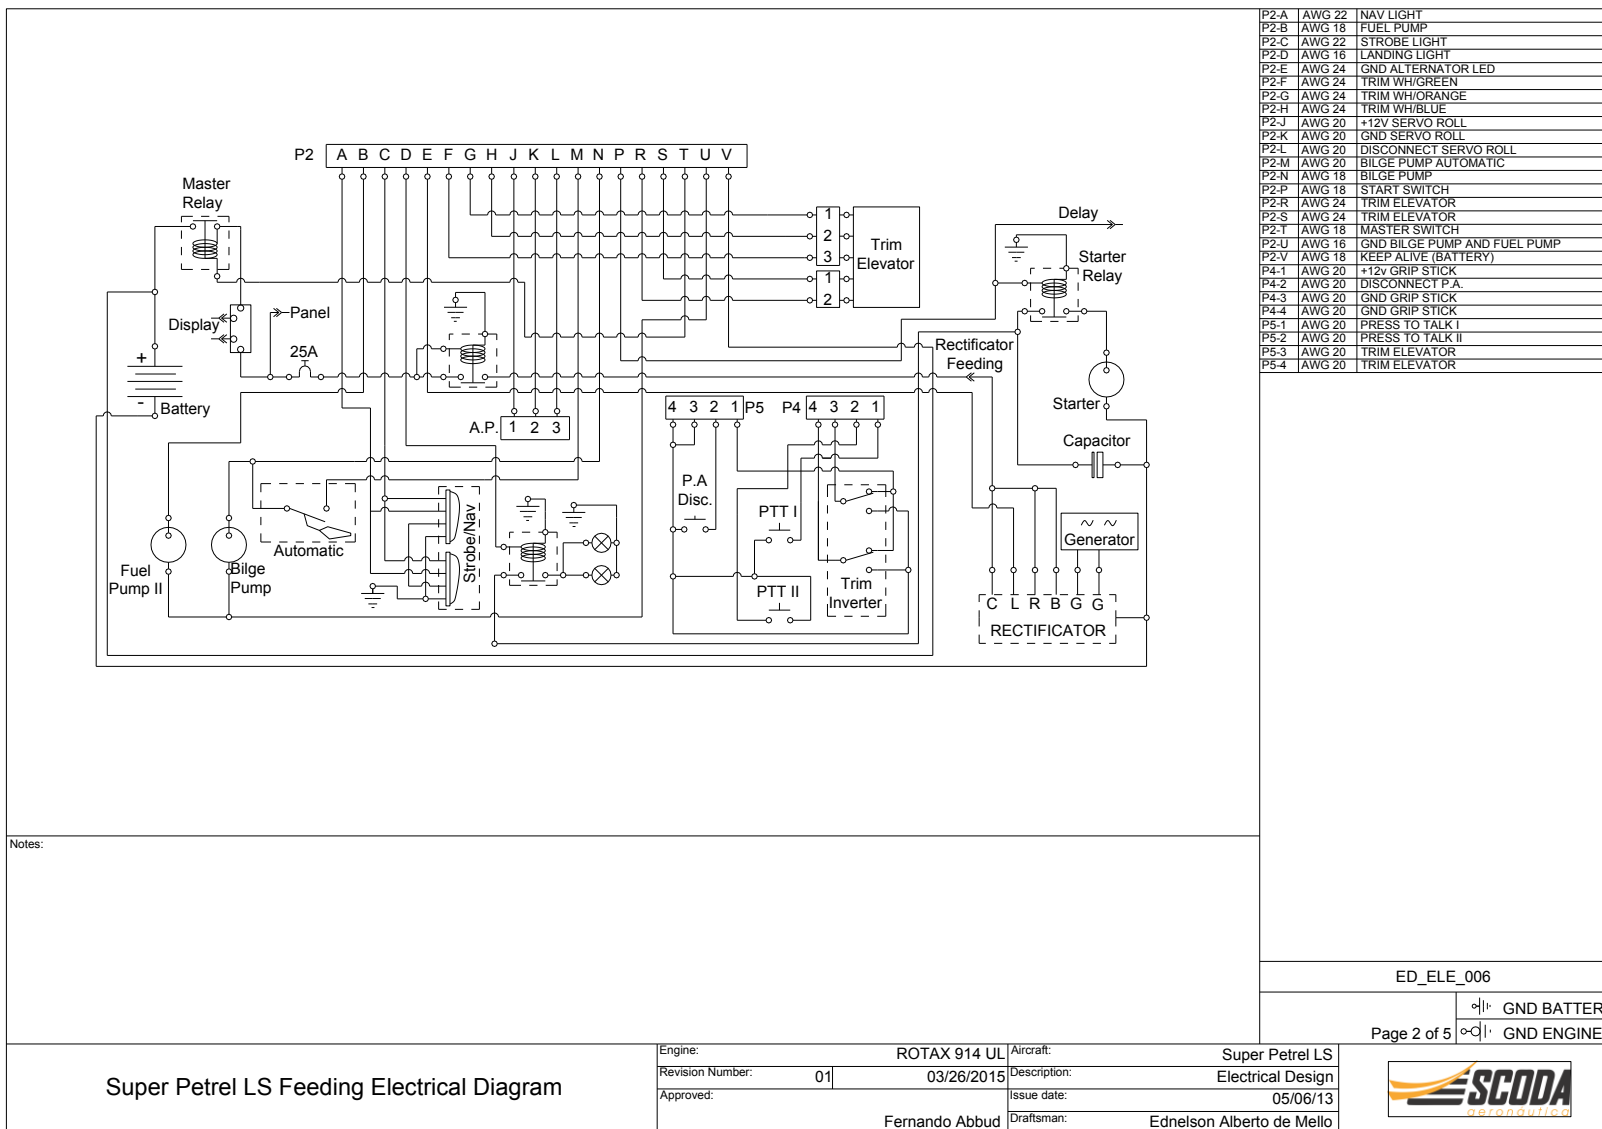 P2-A AWG 22 NAV LIGHT
P2-B AWG 18 FUEL PUMP
P2-C AWG 22 STROBE LIGHT
P2-D AWG 16 LANDING LIGHT
P2-E AWG 24 GND ALTERNATOR LED
P2-F AWG 24 TRIM WH/GREEN
P2-G AWG 24 TRIM WH/ORANGE
P2-H AWG 24 TRIM WH/BLUE
P2-J AWG 20 +12V SERVO ROLL
P2-K AWG 20 GND SERVO ROLL
P2-L AWG 20 DISCONNECT SERVO ROLL
P2-M AWG 20 BILGE PUMP AUTOMATIC
P2-N AWG 18 BILGE PUMP
P2-P AWG 18 START SWITCH
P2-R AWG 24 TRIM ELEVATOR
P2-S AWG 24 TRIM ELEVATOR
P2-T AWG 18 MASTER SWITCH
P2-U AWG 16 GND BILGE PUMP AND FUEL PUMP
P2-V AWG 18 KEEP ALIVE (BATTERY)
P4-1 AWG 20 +12v GRIP STICK
P4-2 AWG 20 DISCONNECT P.A.
P4-3 AWG 20 GND GRIP STICK
P4-4 AWG 20 GND GRIP STICK
P5-1 AWG 20 PRESS TO TALK I
P5-2 AWG 20 PRESS TO TALK II
P5-3 AWG 20 TRIM ELEVATOR
P5-4 AWG 20 TRIM ELEVATOR
P2 A B C D E F G H J K L M N P R S T U V
Master
Relay
1
2
3
1
2
Trim
Elevator
Delay
Starter
Relay
Display
Panel
25A
+
-
Battery
Rectificator
Feeding
Starter
Capacitor
A.P. 1 2 3
4 3 2 1 P5
P4 4 3 2 1
P.A
Disc.
PTT I
PTT II
Trim
Inverter
Automatic
Strobe/Nav
Fuel
Pump II
Bilge
Pump
Generator
C L R B G G
RECTIFICATOR
Notes:
ED_ELE_006
GND BATTER
Page 2 of 5
GND ENGINE
Super Petrel LS Feeding Electrical Diagram
Engine: ROTAX 914 UL
Aircraft: Super Petrel LS
Revision Number: 01 03/26/2015
Description: Electrical Design
Approved: Fernando Abbud
Issue date: 05/06/13
Draftsman: Ednelson Alberto de Mello
SCODA
aeronáutica